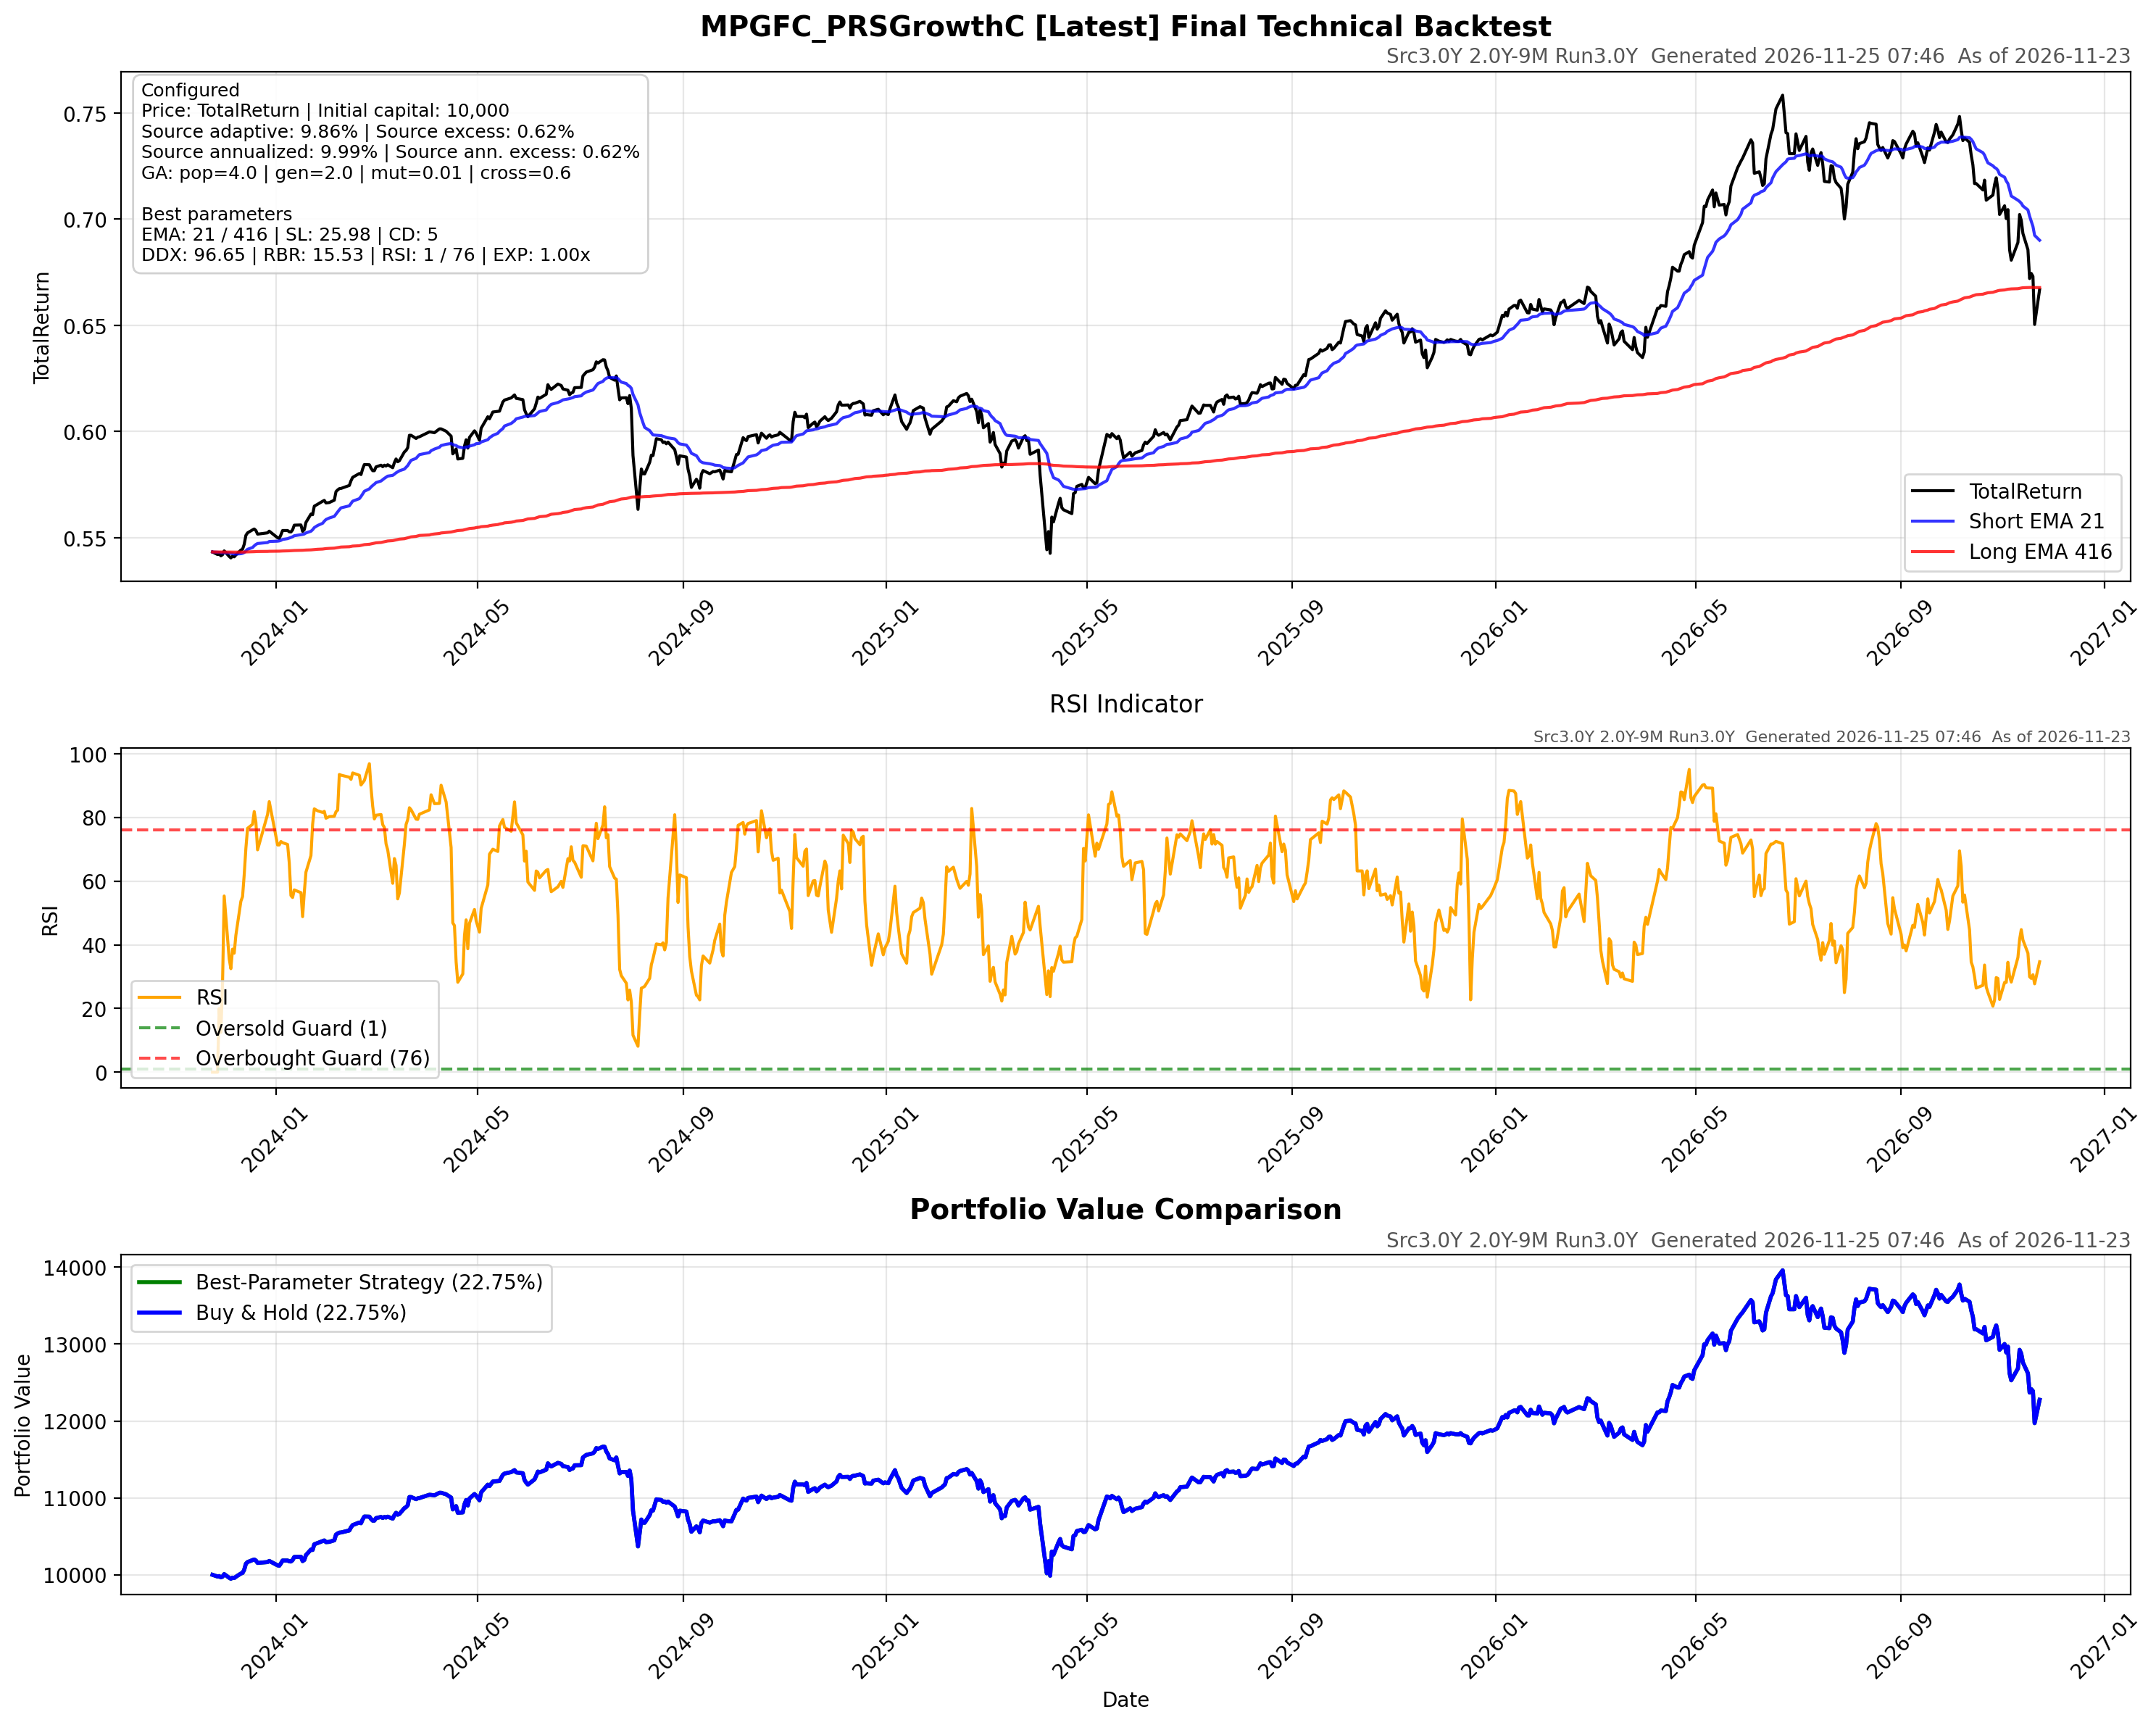 MPGFC_PRSGrowthC [Latest] Final Technical Backtest
Src3.0Y 2.0Y-9M Run3.0Y  Generated 2026-11-25 07:46  As of 2026-11-23
Configured
Price: TotalReturn | Initial capital: 10,000
Source adaptive: 9.86% | Source excess: 0.62%
Source annualized: 9.99% | Source ann. excess: 0.62%
GA: pop=4.0 | gen=2.0 | mut=0.01 | cross=0.6
Best parameters
EMA: 21 / 416 | SL: 25.98 | CD: 5
DDX: 96.65 | RBR: 15.53 | RSI: 1 / 76 | EXP: 1.00x
TotalReturn
0.75
0.70
0.65
0.60
0.55
TotalReturn
Short EMA 21
Long EMA 416
2024-01
2024-05
2024-09
2025-01
2025-05
2025-09
2026-01
2026-05
2026-09
2027-01
RSI Indicator
Src3.0Y 2.0Y-9M Run3.0Y  Generated 2026-11-25 07:46  As of 2026-11-23
RSI
100
80
60
40
20
0
RSI
Oversold Guard (1)
Overbought Guard (76)
2024-01
2024-05
2024-09
2025-01
2025-05
2025-09
2026-01
2026-05
2026-09
2027-01
Portfolio Value Comparison
Src3.0Y 2.0Y-9M Run3.0Y  Generated 2026-11-25 07:46  As of 2026-11-23
Portfolio Value
14000
13000
12000
11000
10000
Best-Parameter Strategy (22.75%)
Buy & Hold (22.75%)
2024-01
2024-05
2024-09
2025-01
2025-05
2025-09
2026-01
2026-05
2026-09
2027-01
Date